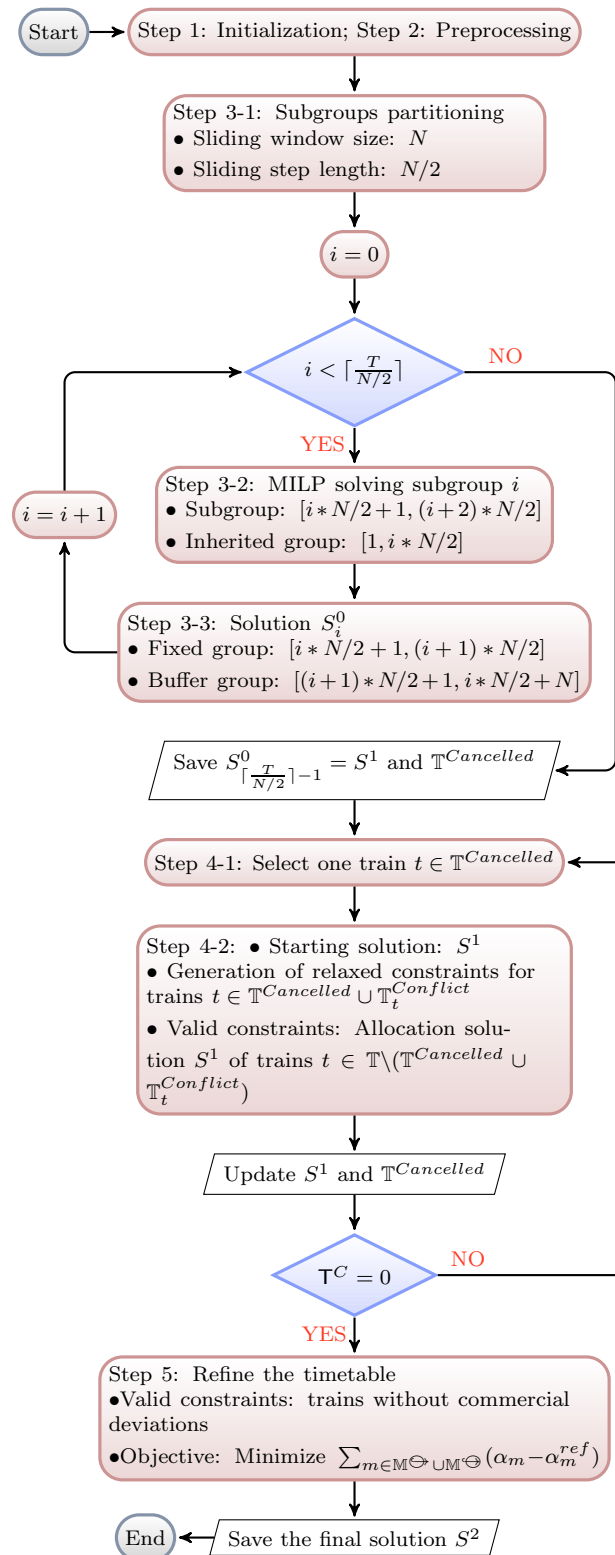 Start
Step 1: Initialization; Step 2: Preprocessing
Step 3-1: Subgroups partitioning
• Sliding window size: N
• Sliding step length: N/2
i = 0
i < ⌈T/(N/2)⌉
NO
YES
Step 3-2: MILP solving subgroup i
• Subgroup: [i ∗ N/2 + 1, (i + 2) ∗ N/2]
• Inherited group: [1, i ∗ N/2]
i = i + 1
Step 3-3: Solution S_i^0
• Fixed group: [i ∗ N/2 + 1, (i + 1) ∗ N/2]
• Buffer group: [(i + 1) ∗ N/2 + 1, i ∗ N/2 + N]
Save S^0_{⌈T/(N/2)⌉−1} = S^1 and 𝕋^{Cancelled}
Step 4-1: Select one train t ∈ 𝕋^{Cancelled}
Step 4-2: • Starting solution: S^1
• Generation of relaxed constraints for
trains t ∈ 𝕋^{Cancelled} ∪ 𝕋_t^{Conflict}
• Valid constraints: Allocation solu-
tion S^1 of trains t ∈ 𝕋\(𝕋^{Cancelled} ∪
𝕋_t^{Conflict})
Update S^1 and 𝕋^{Cancelled}
T^C = 0
NO
YES
Step 5: Refine the timetable
•Valid constraints: trains without commercial
deviations
•Objective: Minimize ∑_{m∈𝕄 ∪𝕄}(α_m − α_m^{ref})
Save the final solution S^2
End